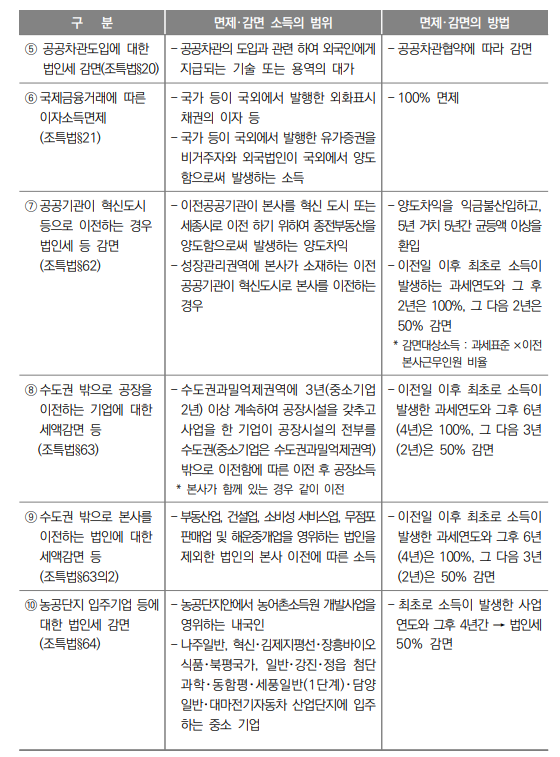 구 분
면제·감면 소득의 범위
면제·감면의 방법
⑤ 공공차관도입에 대한
법인세 감면(조특법§20)
- 공공차관의 도입과 관련 하여 외국인에게
지급되는 기술 또는 용역의 대가
- 공공차관협약에 따라 감면
⑥ 국제금융거래에 따른
이자소득면제
(조특법§21)
- 국가 등이 국외에서 발행한 외화표시
채권의 이자 등
- 국가 등이 국외에서 발행한 유가증권을
비거주자와 외국법인이 국외에서 양도
함으로써 발생하는 소득
- 100% 면제
⑦ 공공기관이 혁신도시
등으로 이전하는 경우
법인세 등 감면
(조특법§62)
- 이전공공기관이 본사를 혁신 도시 또는
세종시로 이전 하기 위하여 종전부동산을
양도함으로써 발생하는 양도차익
- 성장관리권역에 본사가 소재하는 이전
공공기관이 혁신도시로 본사를 이전하는
경우
- 양도차익을 익금불산입하고,
5년 거치 5년간 균등액 이상을
환입
- 이전일 이후 최초로 소득이
발생하는 과세연도와 그 후
2년은 100%, 그 다음 2년은
50% 감면
* 감면대상소득 : 과세표준 ×이전
본사근무인원 비율
⑧ 수도권 밖으로 공장을
이전하는 기업에 대한
세액감면 등
(조특법§63)
- 수도권과밀억제권역에 3년(중소기업
2년) 이상 계속하여 공장시설을 갖추고
사업을 한 기업이 공장시설의 전부를
수도권(중소기업은 수도권과밀억제권역)
밖으로 이전함에 따른 이전 후 공장소득
* 본사가 함께 있는 경우 같이 이전
- 이전일 이후 최초로 소득이
발생한 과세연도와 그후 6년
(4년)은 100%, 그 다음 3년
(2년)은 50% 감면
⑨ 수도권 밖으로 본사를
이전하는 법인에 대한
세액감면 등
(조특법§63의2)
- 부동산업, 건설업, 소비성 서비스업, 무점포
판매업 및 해운중개업을 영위하는 법인을
제외한 법인의 본사 이전에 따른 소득
- 이전일 이후 최초로 소득이
발생한 과세연도와 그후 6년
(4년)은 100%, 그 다음 3년
(2년)은 50% 감면
⑩ 농공단지 입주기업 등에
대한 법인세 감면
(조특법§64)
- 농공단지안에서 농어촌소득원 개발사업을
영위하는 내국인
- 나주일반, 혁신·김제지평선·장흥바이오
식품·북평국가, 일반·강진·정읍 첨단
과학·동함평·세풍일반(1단계)·담양
일반·대마전기자동차 산업단지에 입주
하는 중소 기업
- 최초로 소득이 발생한 사업
연도와 그후 4년간 → 법인세
50% 감면